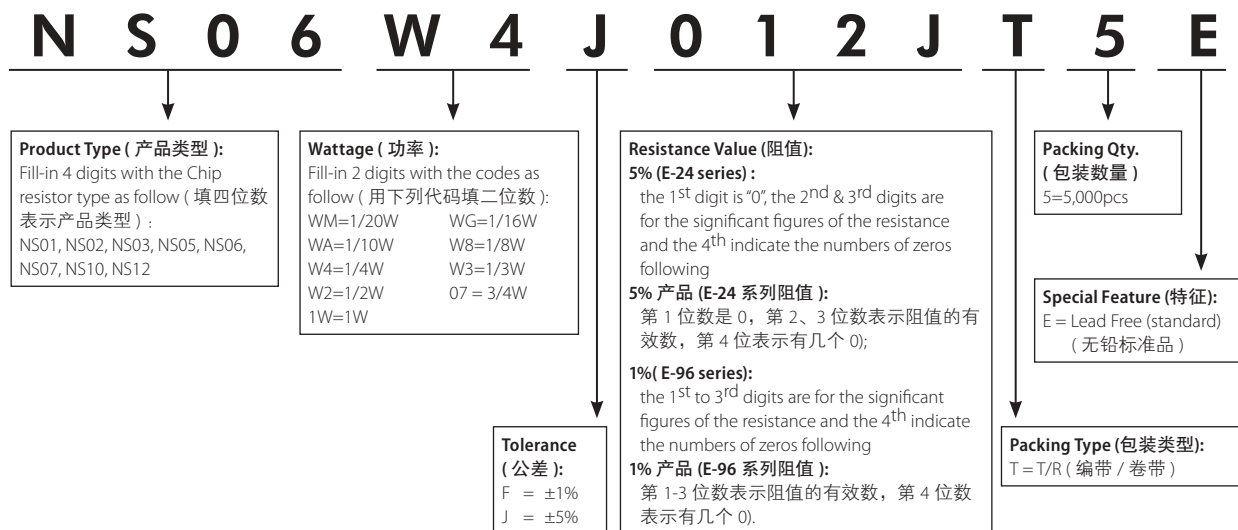 N S 0 6 W 4 J 0 1 2 J T 5 E
Product Type ( 产品类型 ):
Fill-in 4 digits with the Chip
resistor type as follow ( 填四位数
表示产品类型 ) :
NS01, NS02, NS03, NS05, NS06,
NS07, NS10, NS12
Wattage ( 功率 ):
Fill-in 2 digits with the codes as
follow ( 用下列代码填二位数 ):
WM=1/20W WG=1/16W
WA=1/10W W8=1/8W
W4=1/4W W3=1/3W
W2=1/2W 07 = 3/4W
1W=1W
Tolerance
( 公差 ):
F = ±1%
J = ±5%
Resistance Value (阻值):
5% (E-24 series) :
the 1st digit is "0", the 2nd & 3rd digits are
for the significant figures of the resistance
and the 4th indicate the numbers of zeros
following
5% 产品 (E-24 系列阻值 ):
第 1 位数是 0，第 2、3 位数表示阻值的有
效数，第 4 位表示有几个 0);
1%( E-96 series):
the 1st to 3rd digits are for the significant
figures of the resistance and the 4th indicate
the numbers of zeros following
1% 产品 (E-96 系列阻值 ):
第 1-3 位数表示阻值的有效数，第 4 位数
表示有几个 0).
Packing Qty.
( 包装数量 )
5=5,000pcs
Special Feature (特征):
E = Lead Free (standard)
( 无铅标准品 )
Packing Type (包装类型):
T = T/R ( 编带 / 卷带 )